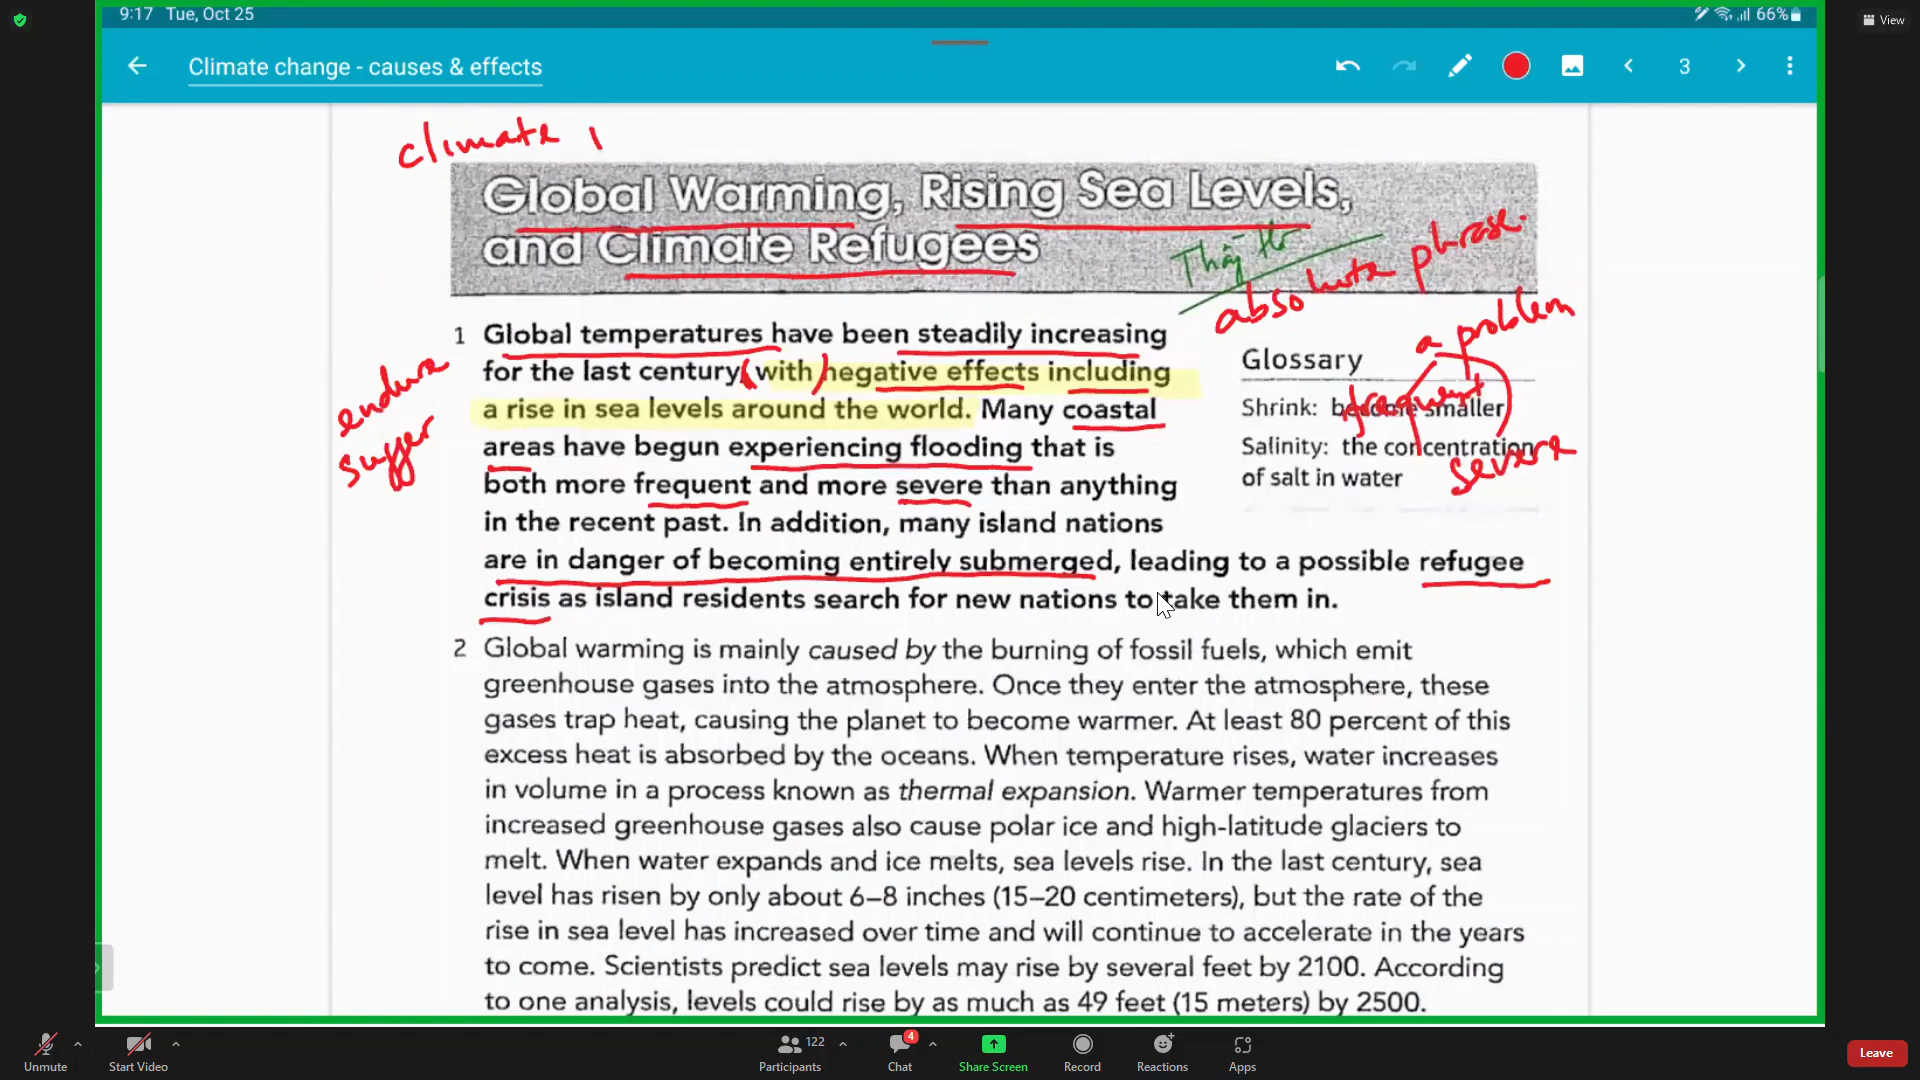 9:17 Tue, Oct 25
66%
View
Climate change - causes & effects
3
climate
Global Warming, Rising Sea Levels,
and Climate Refugees
Thầy
absolute phrase.
a problem
frequent
severe
endure
suffer
1 Global temperatures have been steadily increasing
for the last century, (with) negative effects including
a rise in sea levels around the world. Many coastal
areas have begun experiencing flooding that is
both more frequent and more severe than anything
in the recent past. In addition, many island nations
are in danger of becoming entirely submerged, leading to a possible refugee
crisis as island residents search for new nations to take them in.
Glossary
Shrink: become smaller
Salinity: the concentration
of salt in water
2 Global warming is mainly caused by the burning of fossil fuels, which emit
greenhouse gases into the atmosphere. Once they enter the atmosphere, these
gases trap heat, causing the planet to become warmer. At least 80 percent of this
excess heat is absorbed by the oceans. When temperature rises, water increases
in volume in a process known as thermal expansion. Warmer temperatures from
increased greenhouse gases also cause polar ice and high-latitude glaciers to
melt. When water expands and ice melts, sea levels rise. In the last century, sea
level has risen by only about 6–8 inches (15–20 centimeters), but the rate of the
rise in sea level has increased over time and will continue to accelerate in the years
to come. Scientists predict sea levels may rise by several feet by 2100. According
to one analysis, levels could rise by as much as 49 feet (15 meters) by 2500.
Unmute
Start Video
122
Participants
4
Chat
Share Screen
Record
Reactions
Apps
Leave